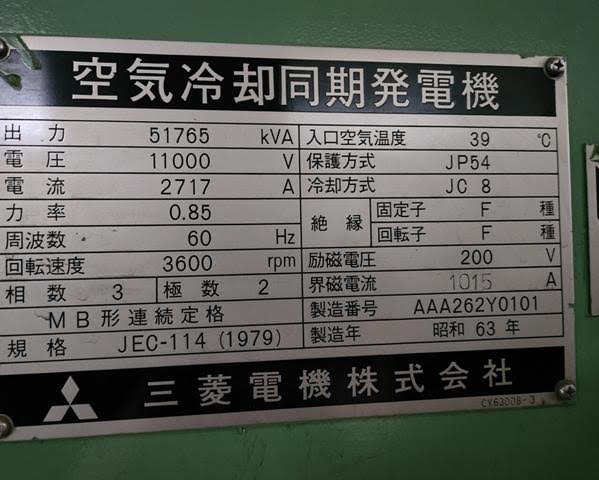 空気冷却同期発電機
出力 51765 kVA
電圧 11000 V
電流 2717 A
力率 0.85
周波数 60 Hz
回転速度 3600 rpm
相数 3 極数 2
MB形連続定格
規格 JEC-114 (1979)
入口空気温度 39 ℃
保護方式 JP54
冷却方式 JC 8
絶縁 固定子 F 種
回転子 F 種
励磁電圧 200 V
界磁電流 1015 A
製造番号 AAA262Y0101
製造年 昭和 63 年
三菱電機株式会社
CY63008-3